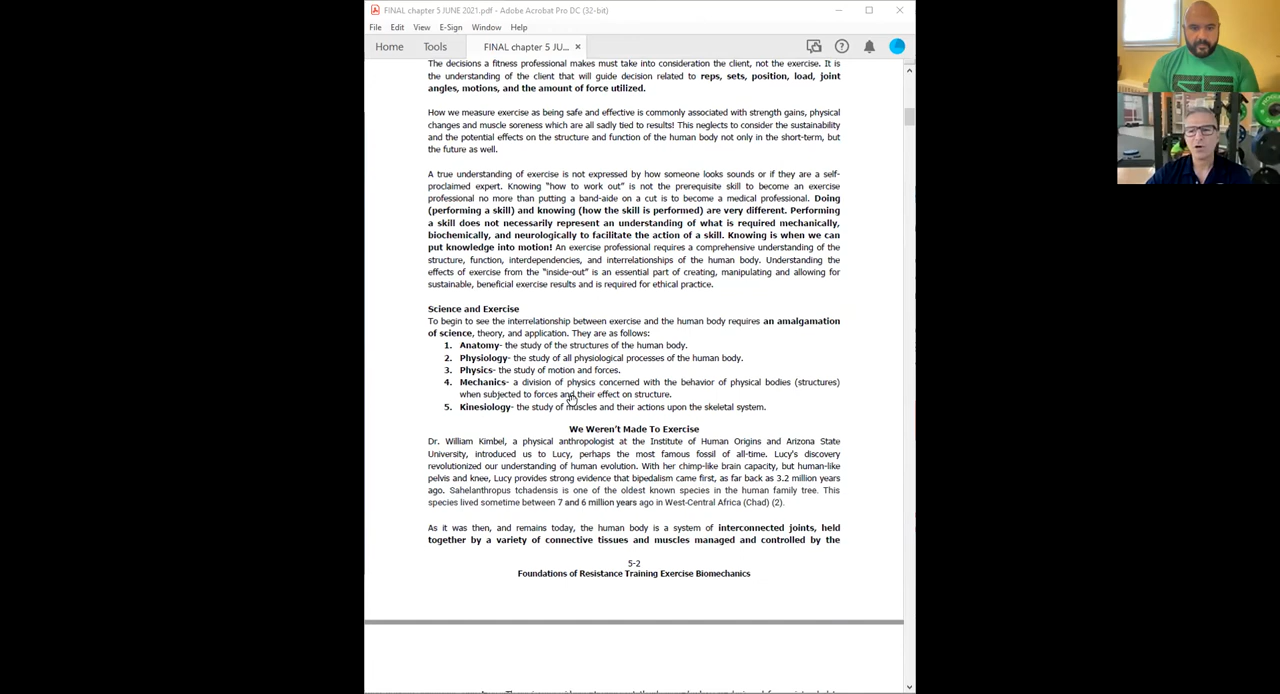 FINAL chapter 5 JUNE 2021.pdf - Adobe Acrobat Pro DC (32-bit)
File Edit View E-Sign Window Help
Home Tools FINAL chapter 5 JU... ×
The decisions a fitness professional makes must take into consideration the client, not the exercise. It is
the understanding of the client that will guide decision related to reps, sets, position, load, joint
angles, motions, and the amount of force utilized.
How we measure exercise as being safe and effective is commonly associated with strength gains, physical
changes and muscle soreness which are all sadly tied to results! This neglects to consider the sustainability
and the potential effects on the structure and function of the human body not only in the short-term, but
the future as well.
A true understanding of exercise is not expressed by how someone looks sounds or if they are a self-
proclaimed expert. Knowing "how to work out" is not the prerequisite skill to become an exercise
professional no more than putting a band-aide on a cut is to become a medical professional. Doing
(performing a skill) and knowing (how the skill is performed) are very different. Performing
a skill does not necessarily represent an understanding of what is required mechanically,
biochemically, and neurologically to facilitate the action of a skill. Knowing is when we can
put knowledge into motion! An exercise professional requires a comprehensive understanding of the
structure, function, interdependencies, and interrelationships of the human body. Understanding the
effects of exercise from the "inside-out" is an essential part of creating, manipulating and allowing for
sustainable, beneficial exercise results and is required for ethical practice.
Science and Exercise
To begin to see the interrelationship between exercise and the human body requires an amalgamation
of science, theory, and application. They are as follows:
1. Anatomy- the study of the structures of the human body.
2. Physiology- the study of all physiological processes of the human body.
3. Physics- the study of motion and forces.
4. Mechanics- a division of physics concerned with the behavior of physical bodies (structures)
when subjected to forces and their effect on structure.
5. Kinesiology- the study of muscles and their actions upon the skeletal system.
We Weren't Made To Exercise
Dr. William Kimbel, a physical anthropologist at the Institute of Human Origins and Arizona State
University, introduced us to Lucy, perhaps the most famous fossil of all-time. Lucy's discovery
revolutionized our understanding of human evolution. With her chimp-like brain capacity, but human-like
pelvis and knee, Lucy provides strong evidence that bipedalism came first, as far back as 3.2 million years
ago. Sahelanthropus tchadensis is one of the oldest known species in the human family tree. This
species lived sometime between 7 and 6 million years ago in West-Central Africa (Chad) (2).
As it was then, and remains today, the human body is a system of interconnected joints, held
together by a variety of connective tissues and muscles managed and controlled by the
5-2
Foundations of Resistance Training Exercise Biomechanics